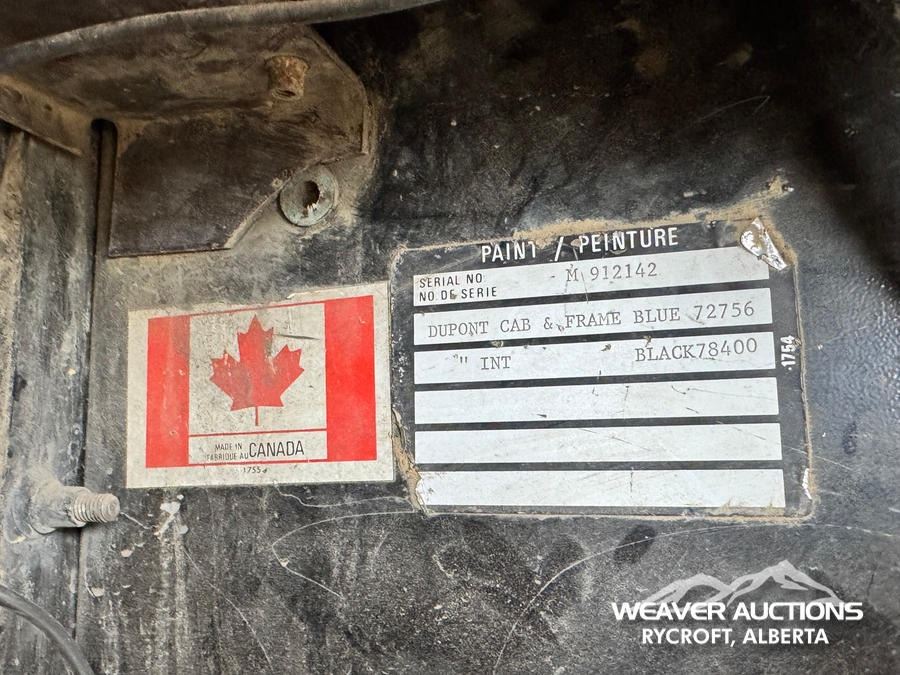 PAINT / PEINTURE
SERIAL NO M 912142
NO. DE SERIE
DUPONT CAB & FRAME BLUE 72756
" INT BLACK78400
1754
MADE IN
FABRIQUE AU CANADA
1755
WEAVER AUCTIONS
RYCROFT, ALBERTA